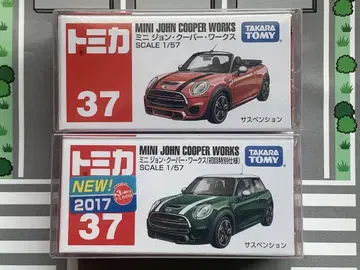 トミカ
37
MINI JOHN COOPER WORKS
ミニ ジョン・クーパー・ワークス
SCALE 1/57
TAKARA TOMY
サスペンション
トミカ
NEW!
2017
37
MINI JOHN COOPER WORKS
ミニ ジョン・クーパー・ワークス(初回特別仕様)
SCALE 1/57
TAKARA TOMY
サスペンション